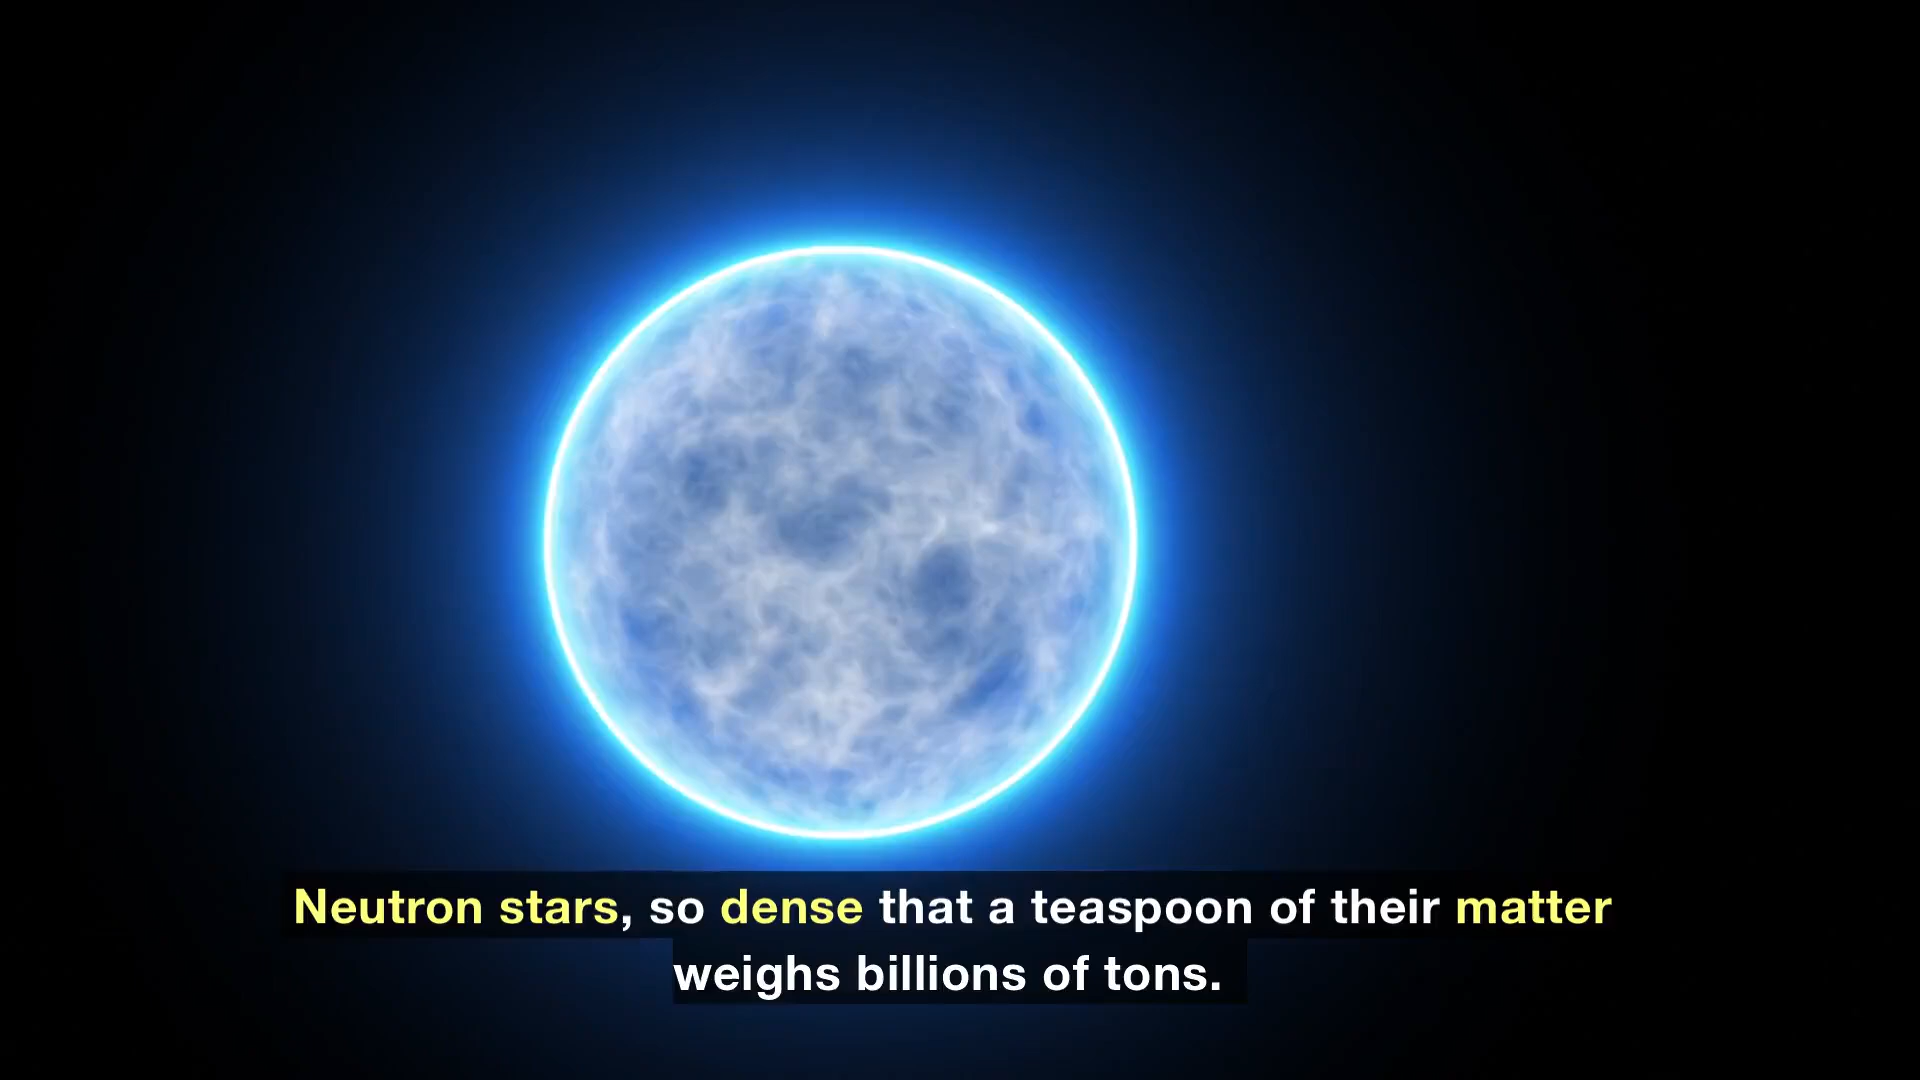 Neutron stars, so dense that a teaspoon of their matter
weighs billions of tons.